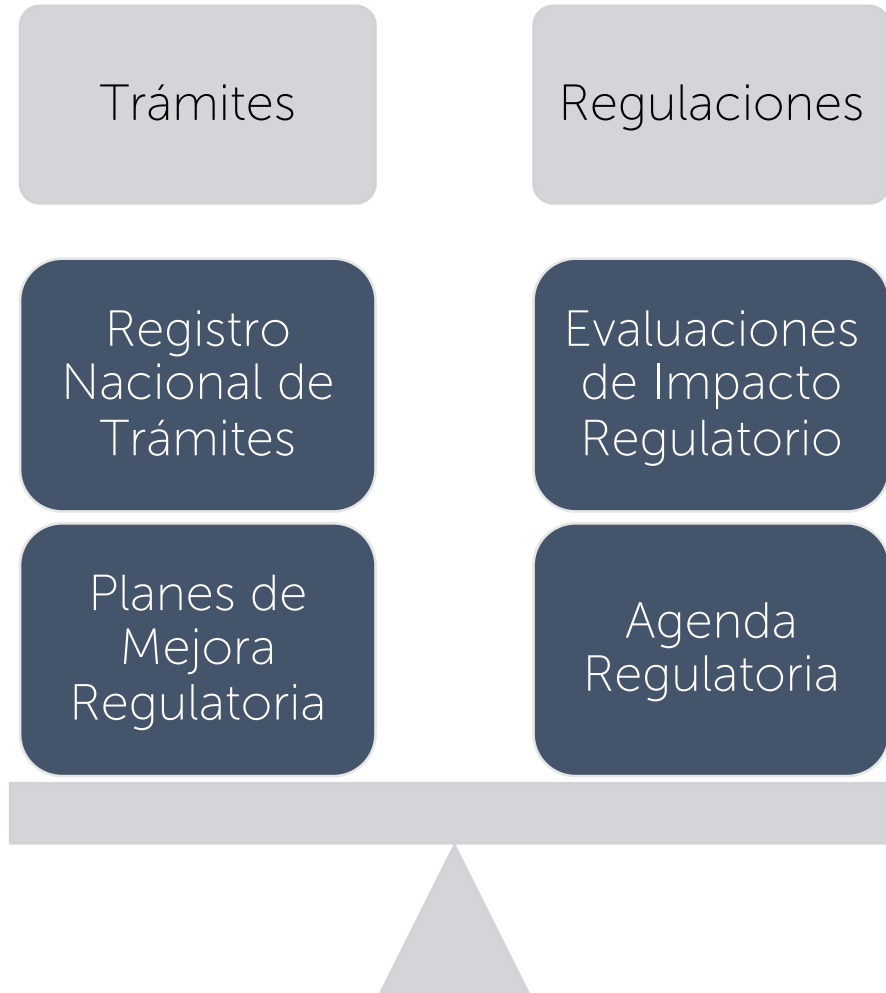 Trámites
Regulaciones
Registro
Nacional de
Trámites
Evaluaciones
de Impacto
Regulatorio
Planes de
Mejora
Regulatoria
Agenda
Regulatoria